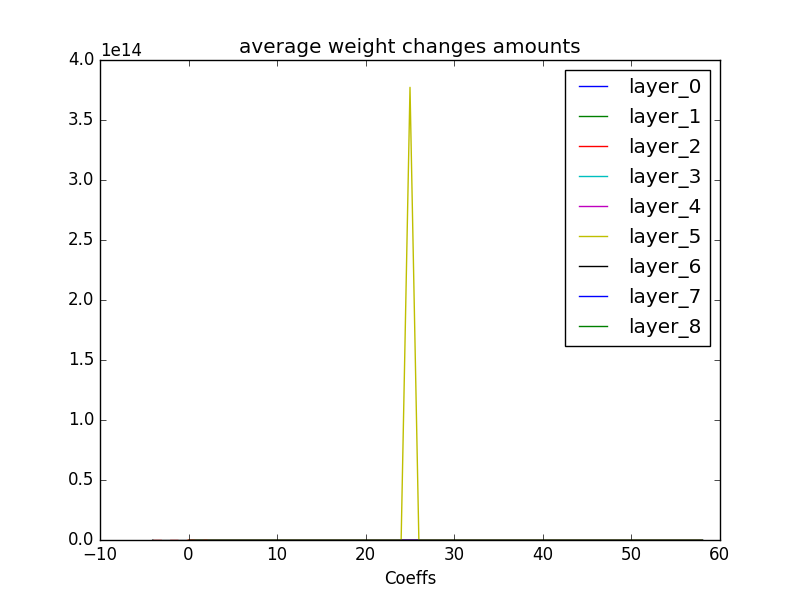 average weight changes amounts
1e14
4.0
3.5
3.0
2.5
2.0
1.5
1.0
0.5
0.0
−10
0
10
20
30
40
50
60
Coeffs
layer_0
layer_1
layer_2
layer_3
layer_4
layer_5
layer_6
layer_7
layer_8